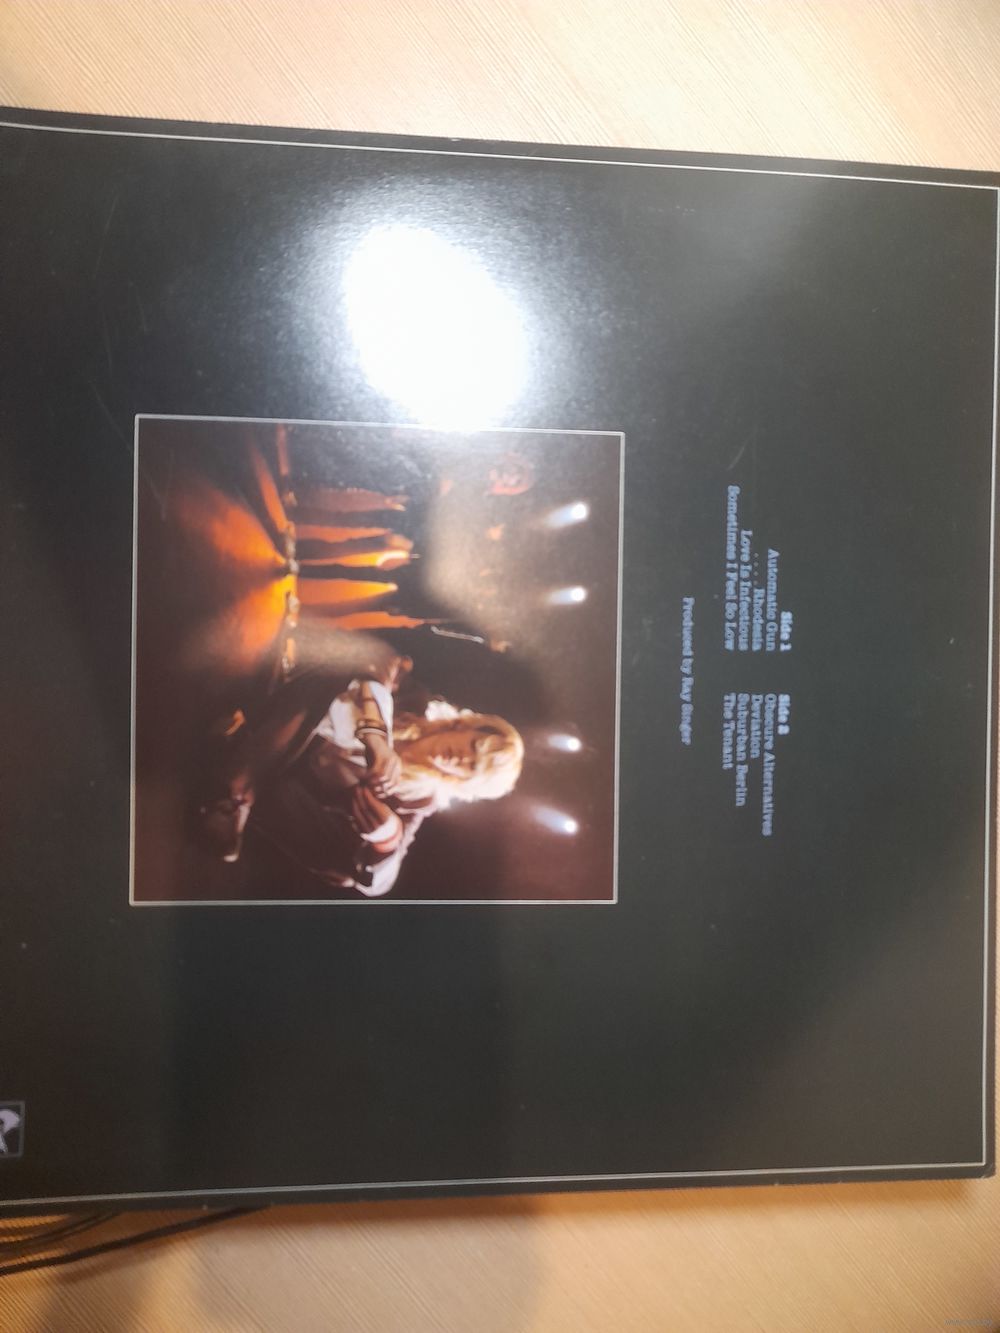 Side 1
Automatic Gun
. . . . Rhodesia
Love Is Infectious
Sometimes I Feel So Low
Side 2
Obscure Alternatives
Deviation
Suburban Berlin
The Tenant
Produced by Ray Singer